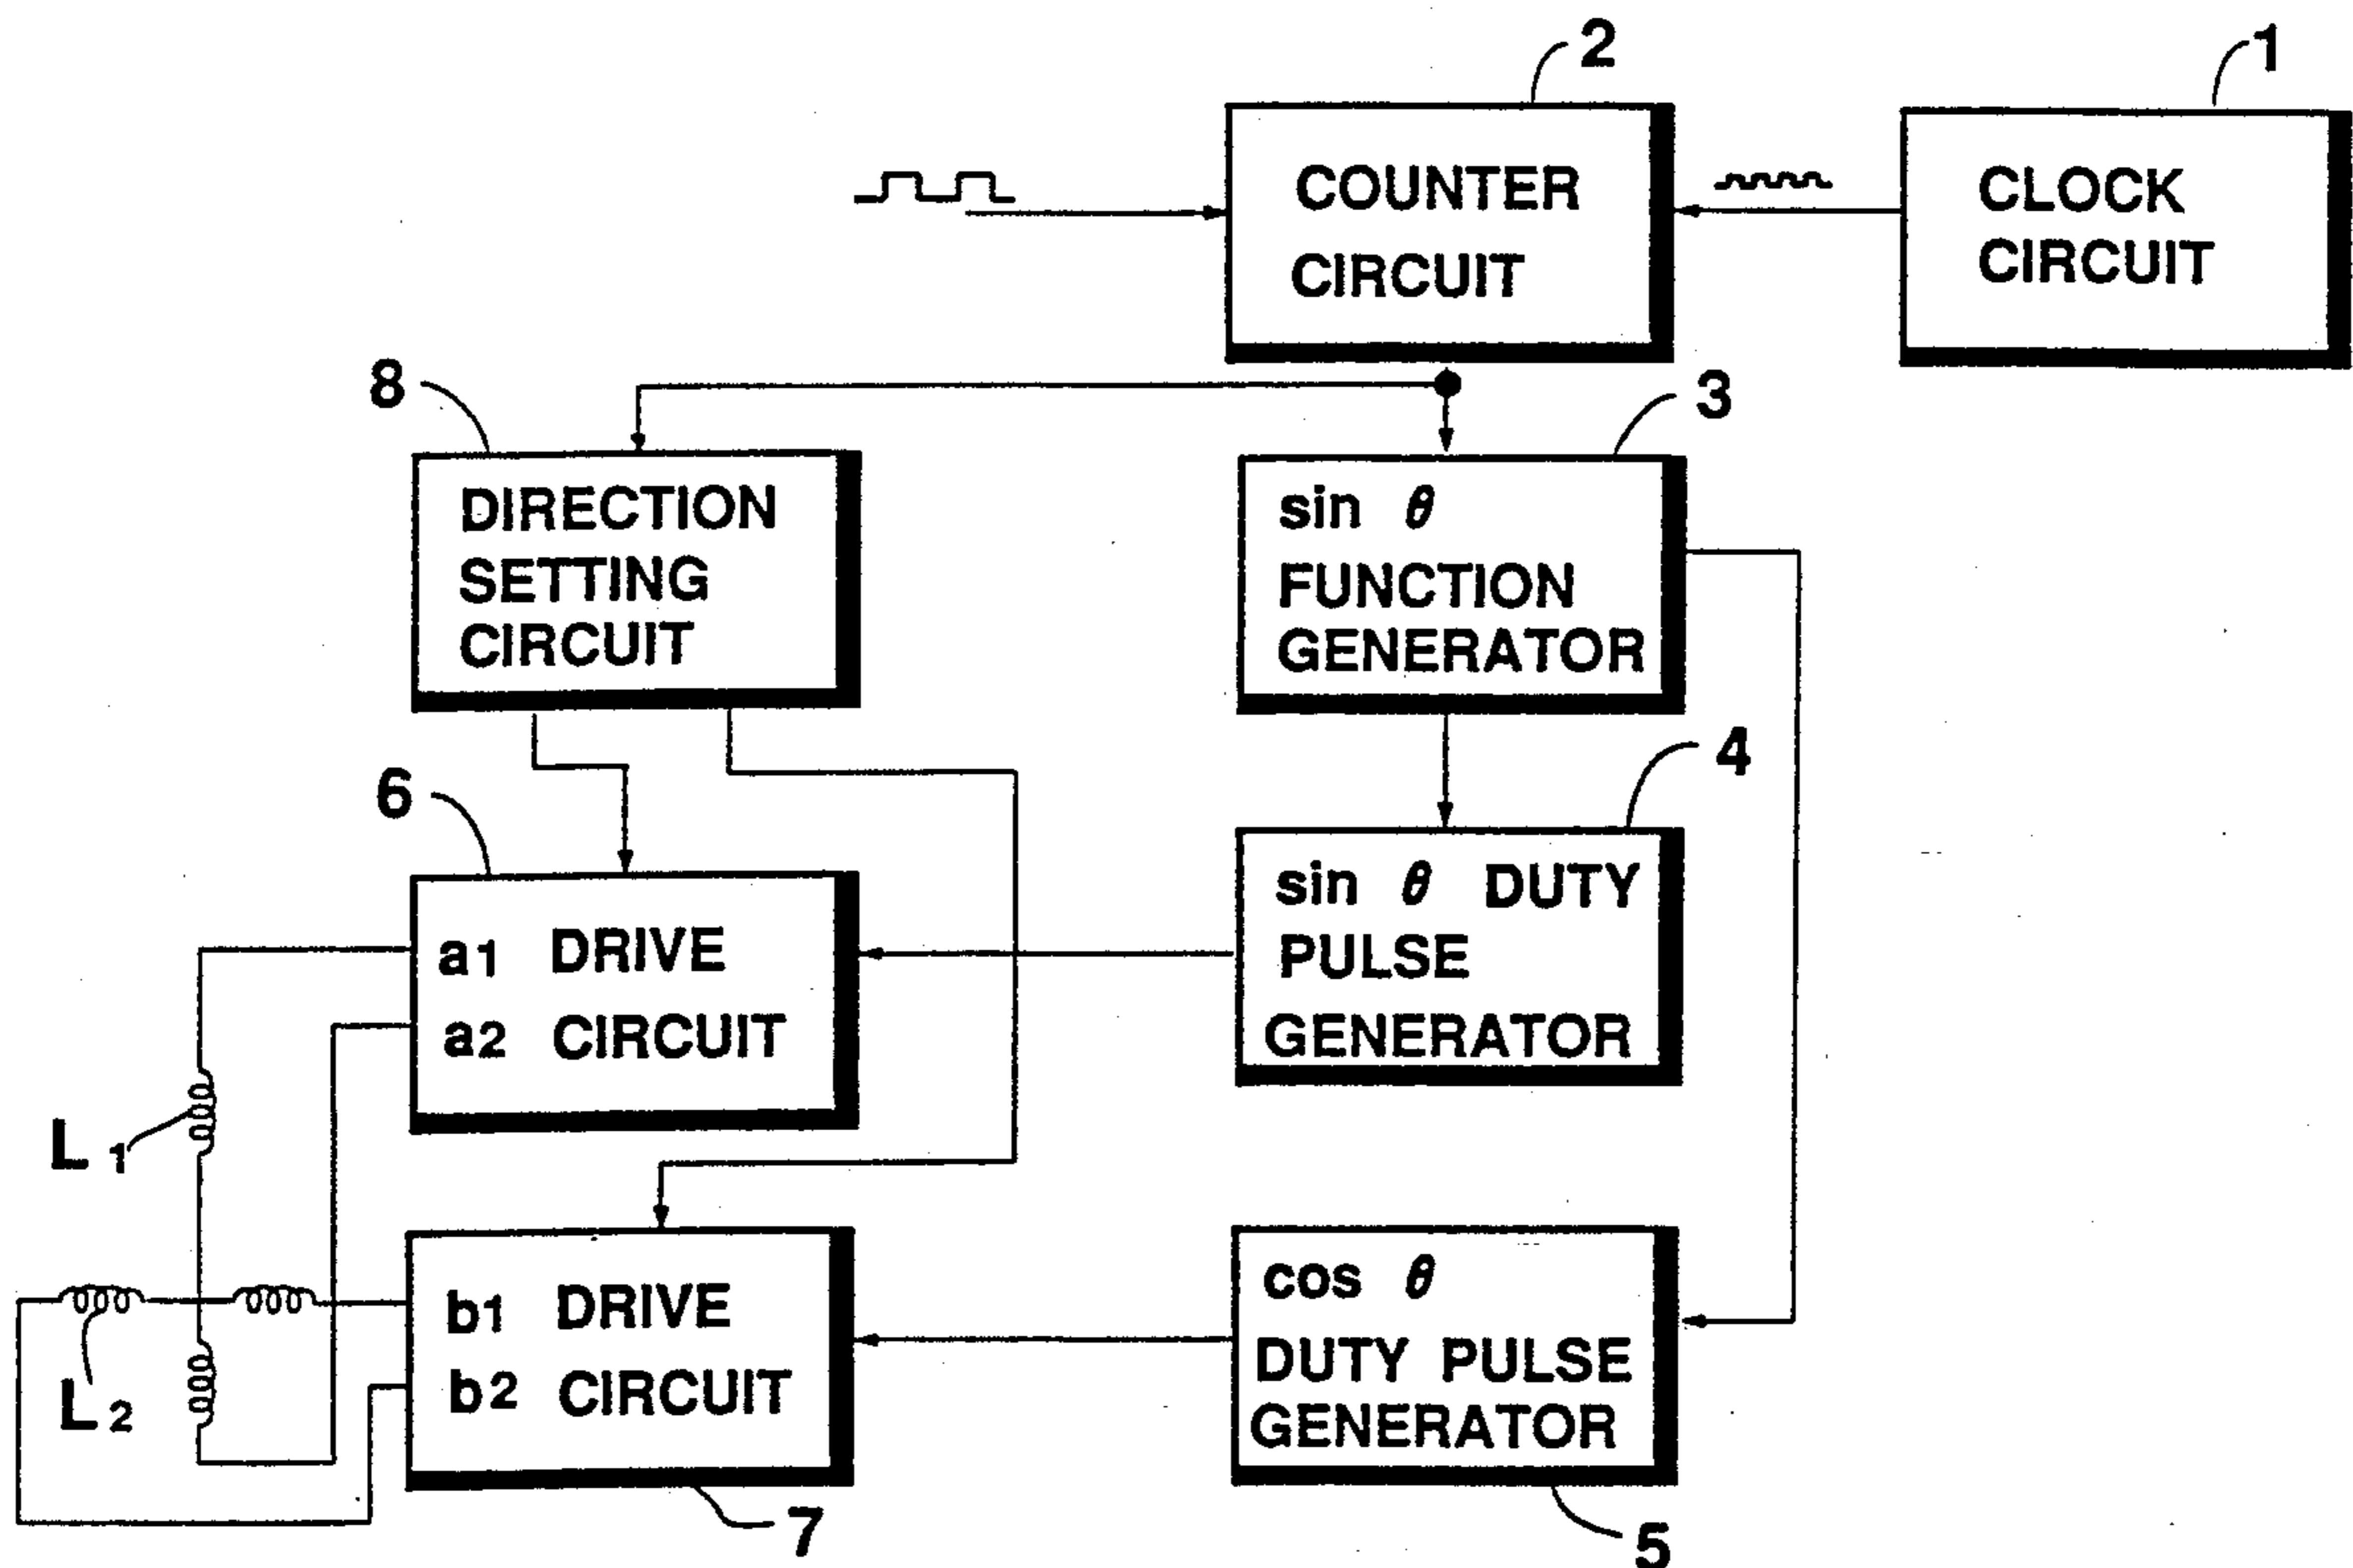 2
1
COUNTER
CIRCUIT
CLOCK
CIRCUIT
8
3
DIRECTION
SETTING
CIRCUIT
sin θ
FUNCTION
GENERATOR
6
4
a1 DRIVE
a2 CIRCUIT
sin θ DUTY
PULSE
GENERATOR
L1
L2
b1 DRIVE
b2 CIRCUIT
cos θ
DUTY PULSE
GENERATOR
7
5